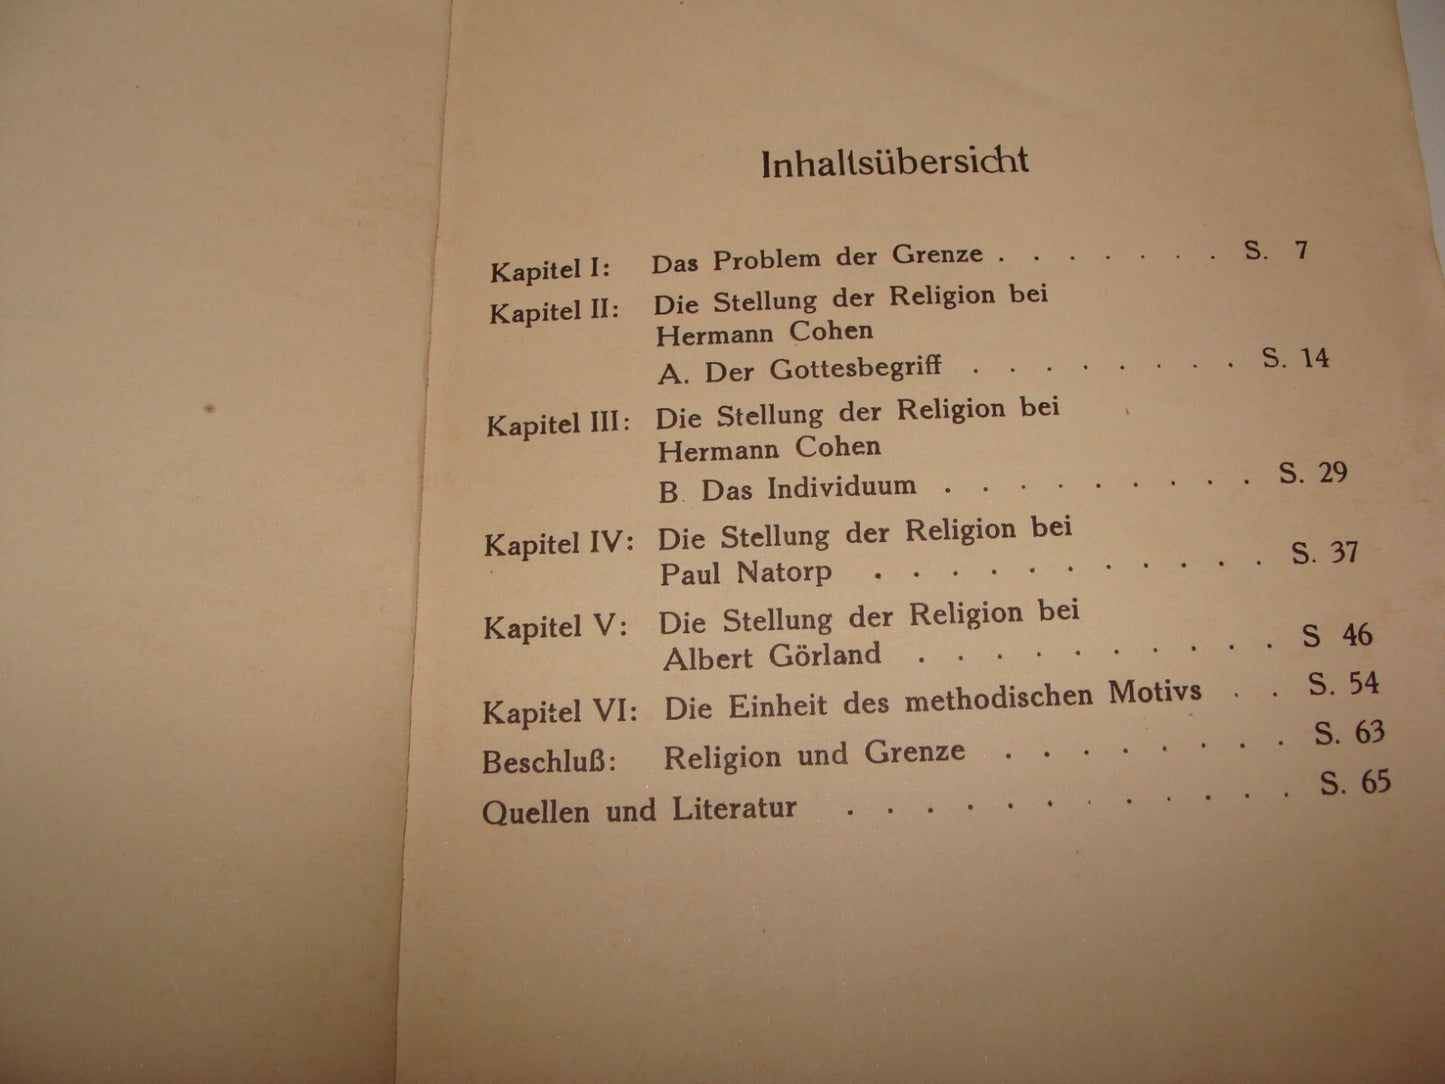 Inhaltsübersicht
Kapitel I: Das Problem der Grenze . . . . . . . S. 7
Kapitel II: Die Stellung der Religion bei
Hermann Cohen
A. Der Gottesbegriff . . . . . . . . S. 14
Kapitel III: Die Stellung der Religion bei
Hermann Cohen
B. Das Individuum . . . . . . . . . S. 29
Kapitel IV: Die Stellung der Religion bei
Paul Natorp . . . . . . . . . . . S. 37
Kapitel V: Die Stellung der Religion bei
Albert Görland . . . . . . . . . . S 46
Kapitel VI: Die Einheit des methodischen Motivs . . S. 54
Beschluß: Religion und Grenze . . . . . . . . S. 63
Quellen und Literatur . . . . . . . . . . . . S. 65